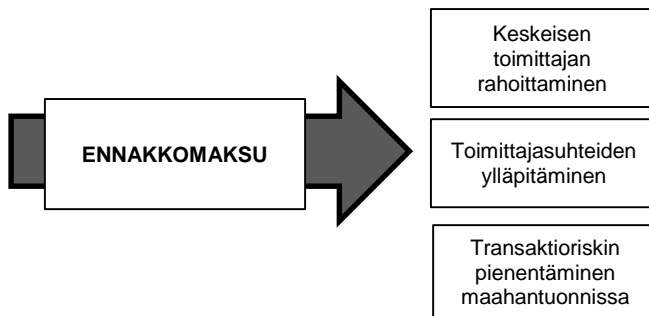 Keskeisen
toimittajan
rahoittaminen
ENNAKKOMAKSU
Toimittajasuhteiden
ylläpitäminen
Transaktioriskin
pienentäminen
maahantuonnissa